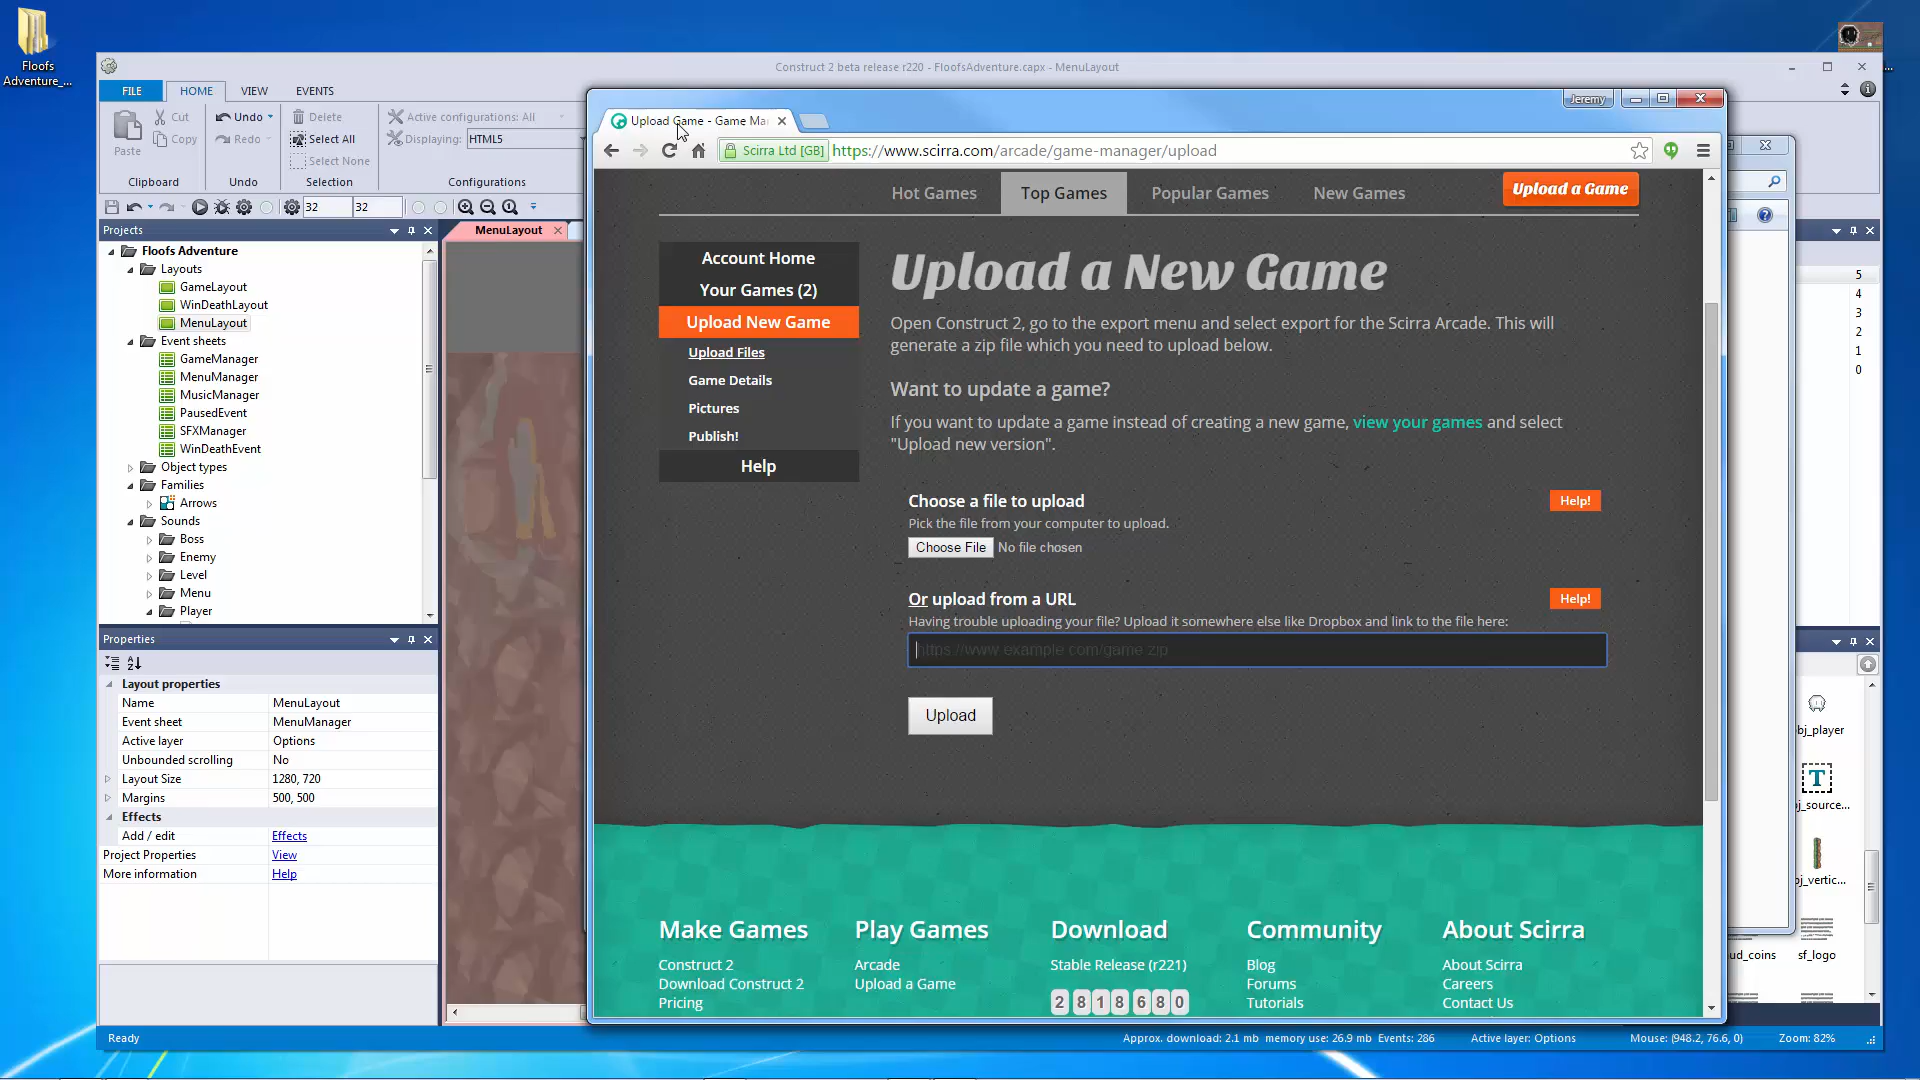 Floofs
Adventure_...
Construct 2 beta release r220 - FloofsAdventure.capx - MenuLayout
FILE
HOME
VIEW
EVENTS
Paste
Cut
Copy
Clipboard
Undo
Redo
Undo
Delete
Select All
Select None
Selection
Active configurations: All
Displaying: HTML5
Configurations
32
32
Projects
Floofs Adventure
Layouts
GameLayout
WinDeathLayout
MenuLayout
Event sheets
GameManager
MenuManager
MusicManager
PausedEvent
SFXManager
WinDeathEvent
Object types
Families
Arrows
Sounds
Boss
Enemy
Level
Menu
Player
Properties
Layout properties
Name MenuLayout
Event sheet MenuManager
Active layer Options
Unbounded scrolling No
Layout Size 1280, 720
Margins 500, 500
Effects
Add / edit Effects
Project Properties View
More information Help
MenuLayout
Jeremy
Upload Game - Game Ma
Scirra Ltd [GB] https://www.scirra.com/arcade/game-manager/upload
Hot Games
Top Games
Popular Games
New Games
Upload a Game
Account Home
Your Games (2)
Upload New Game
Upload Files
Game Details
Pictures
Publish!
Help
Upload a New Game
Open Construct 2, go to the export menu and select export for the Scirra Arcade. This will
generate a zip file which you need to upload below.
Want to update a game?
If you want to update a game instead of creating a new game, view your games and select
"Upload new version".
Choose a file to upload
Help!
Pick the file from your computer to upload.
Choose File No file chosen
Or upload from a URL
Help!
Having trouble uploading your file? Upload it somewhere else like Dropbox and link to the file here:
https://www.example.com/game.zip
Upload
Make Games
Construct 2
Download Construct 2
Pricing
Play Games
Arcade
Upload a Game
Download
Stable Release (r221)
2818680
Community
Blog
Forums
Tutorials
About Scirra
About Scirra
Careers
Contact Us
5
4
3
2
1
0
bj_player
bj_source...
bj_vertic...
ud_coins
sf_logo
Ready
Approx. download: 2.1 mb memory use: 26.9 mb Events: 286
Active layer: Options
Mouse: (948.2, 76.6, 0)
Zoom: 82%